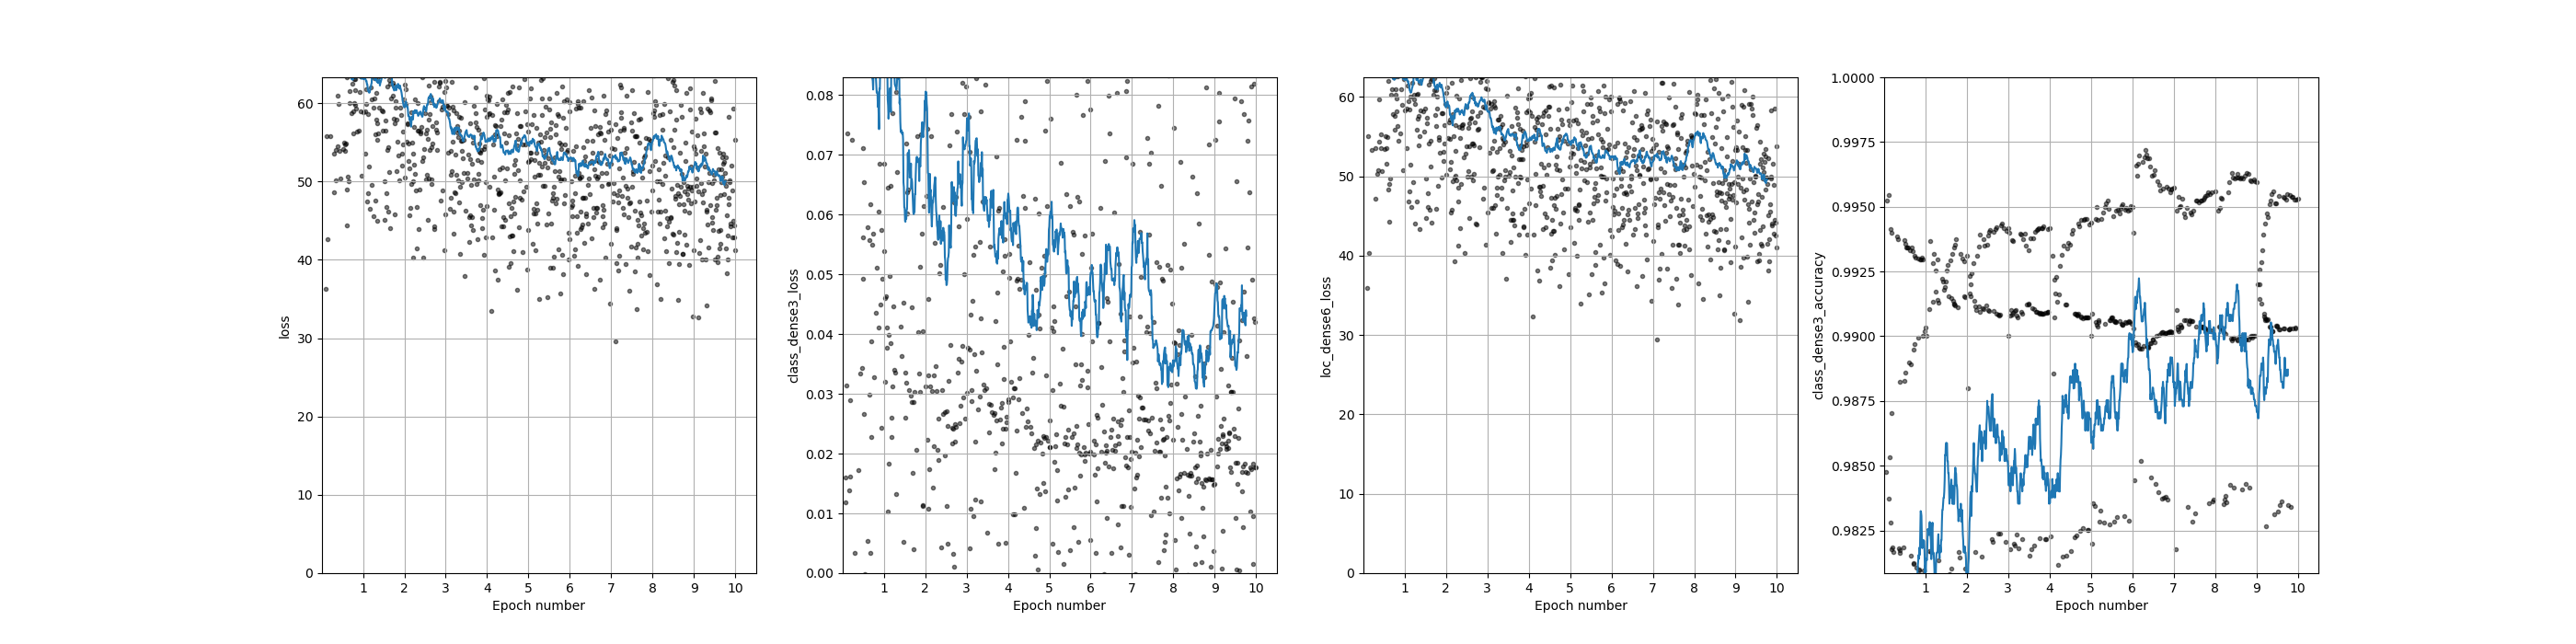 60
50
40
30
20
10
0
loss
1 2 3 4 5 6 7 8 9 10
Epoch number
0.08
0.07
0.06
0.05
0.04
0.03
0.02
0.01
0.00
class_dense3_loss
1 2 3 4 5 6 7 8 9 10
Epoch number
60
50
40
30
20
10
0
loc_dense6_loss
1 2 3 4 5 6 7 8 9 10
Epoch number
1.0000
0.9975
0.9950
0.9925
0.9900
0.9875
0.9850
0.9825
class_dense3_accuracy
1 2 3 4 5 6 7 8 9 10
Epoch number